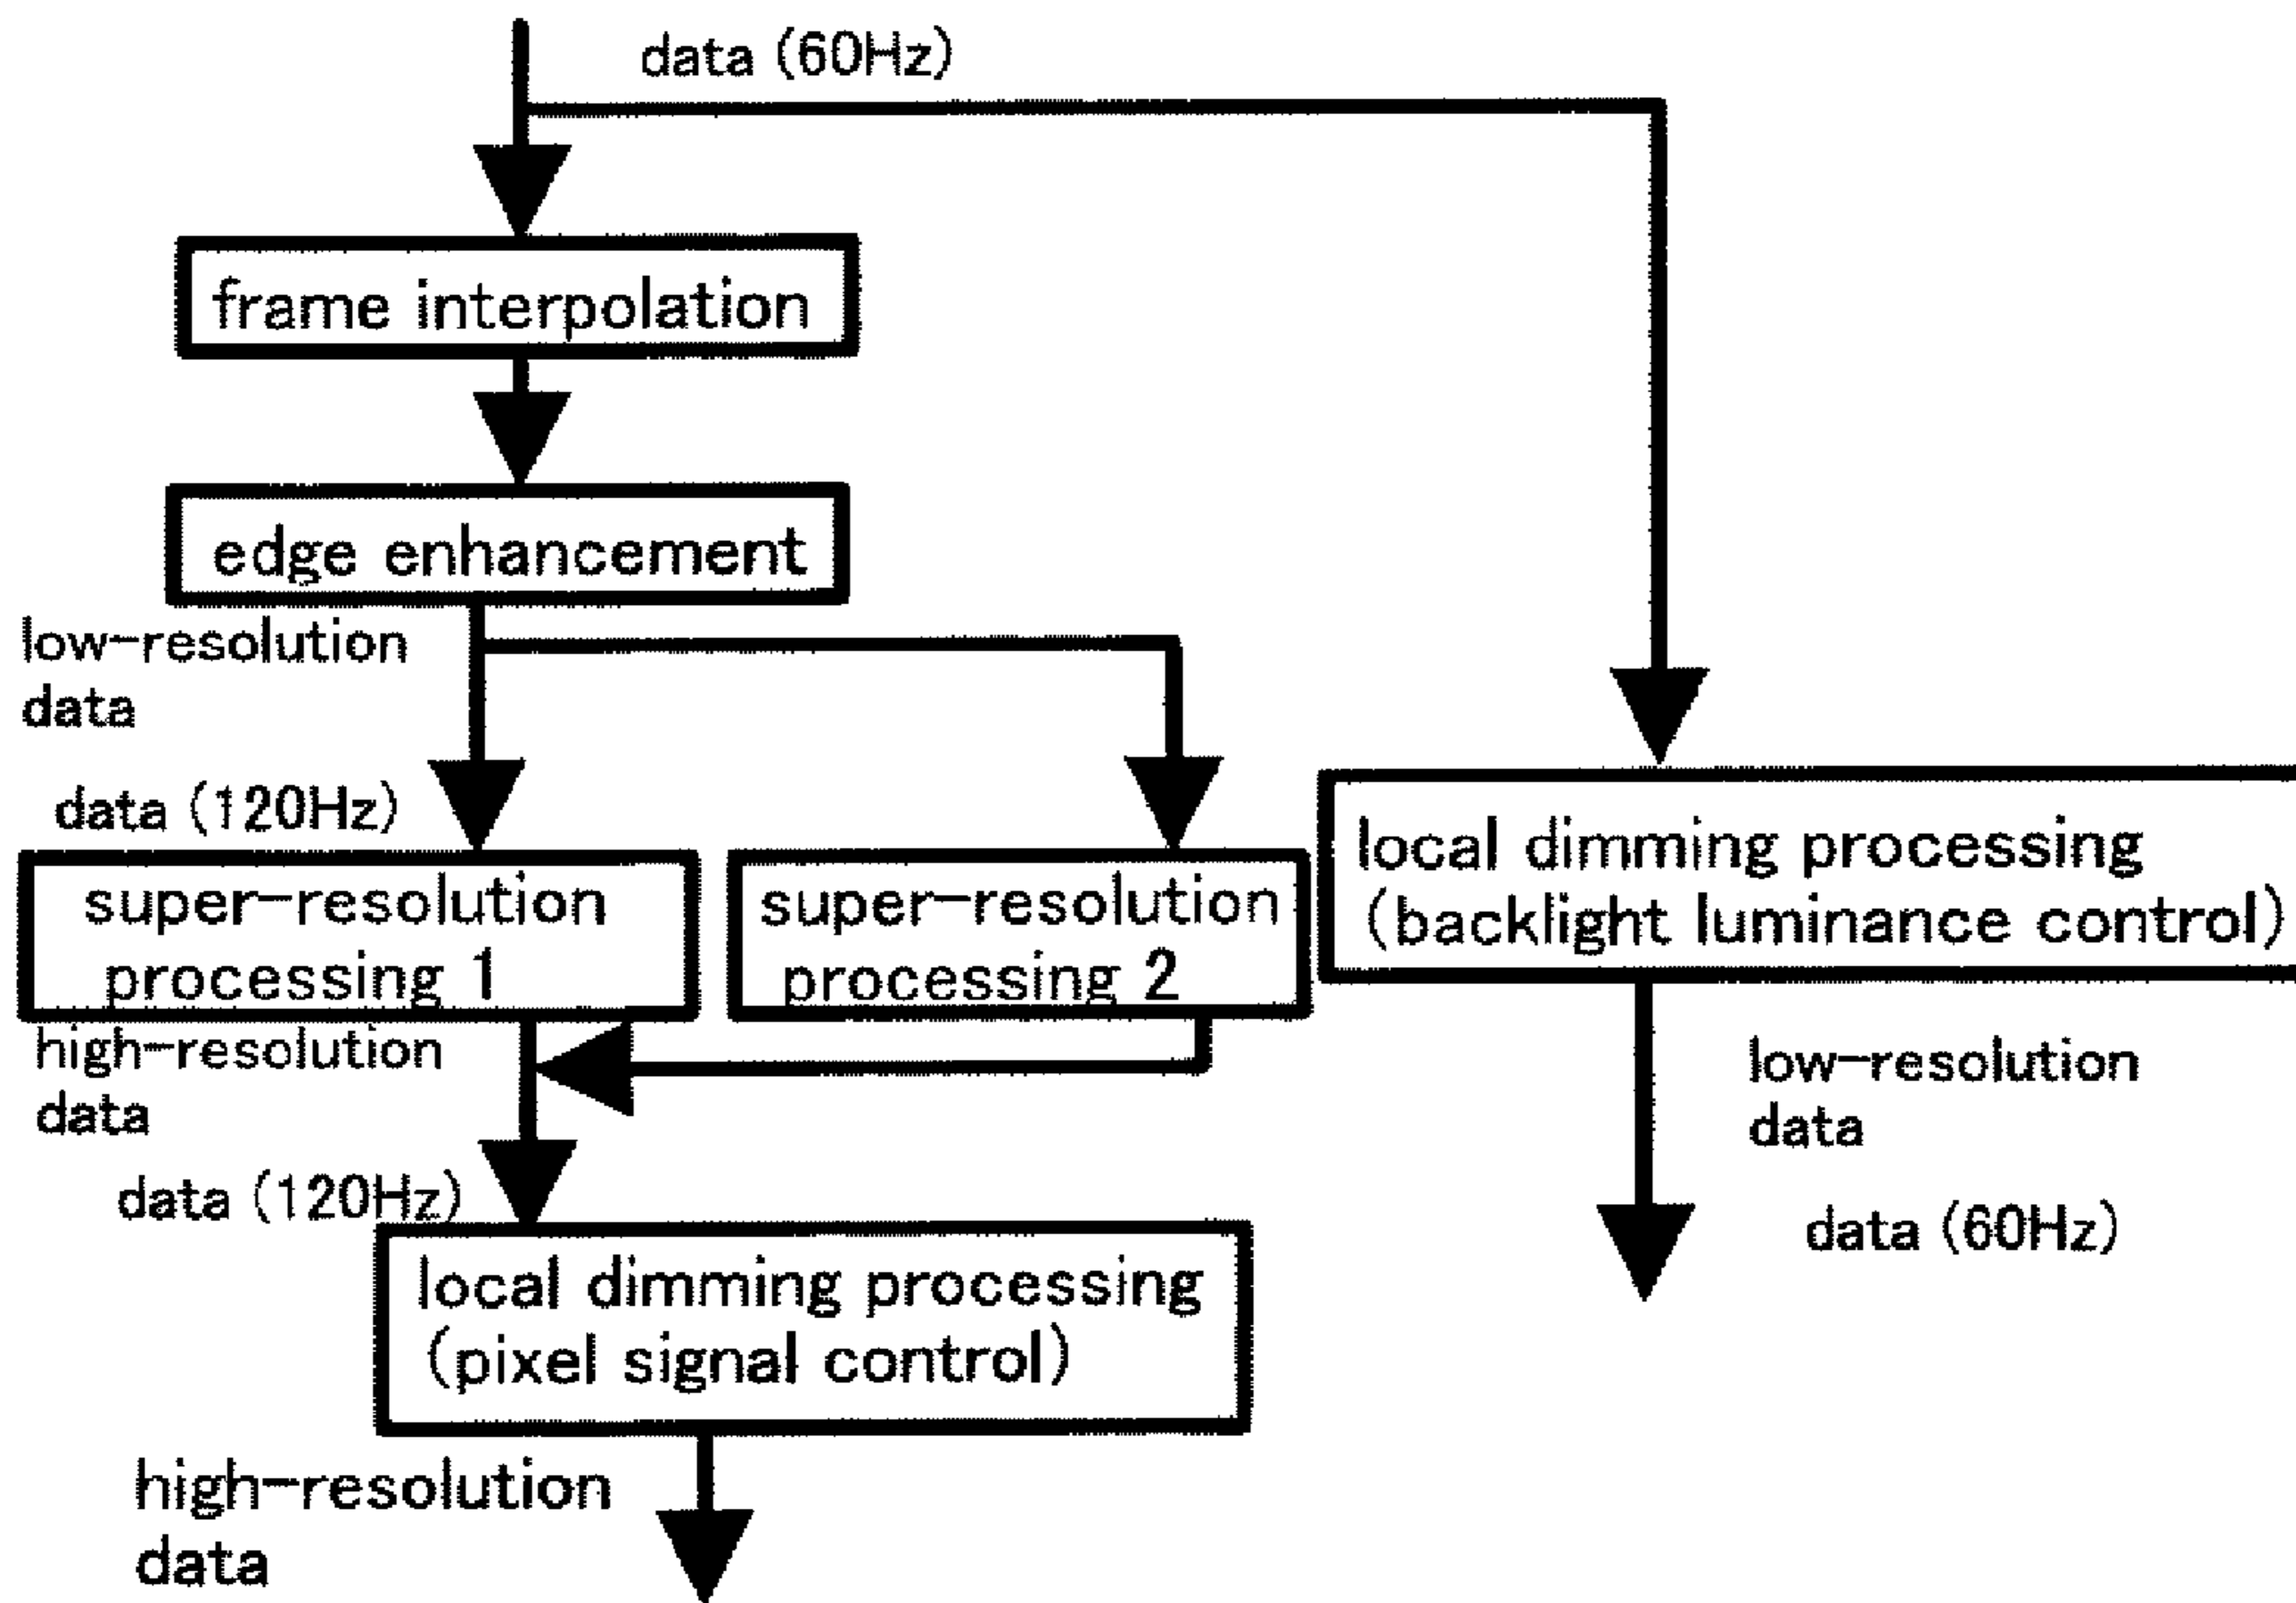 data (60Hz)
frame interpolation
edge enhancement
low-resolution
data
data (120Hz)
super-resolution
processing 1
super-resolution
processing 2
local dimming processing
(backlight luminance control)
high-resolution
data
data (120Hz)
low-resolution
data
data (60Hz)
local dimming processing
(pixel signal control)
high-resolution
data